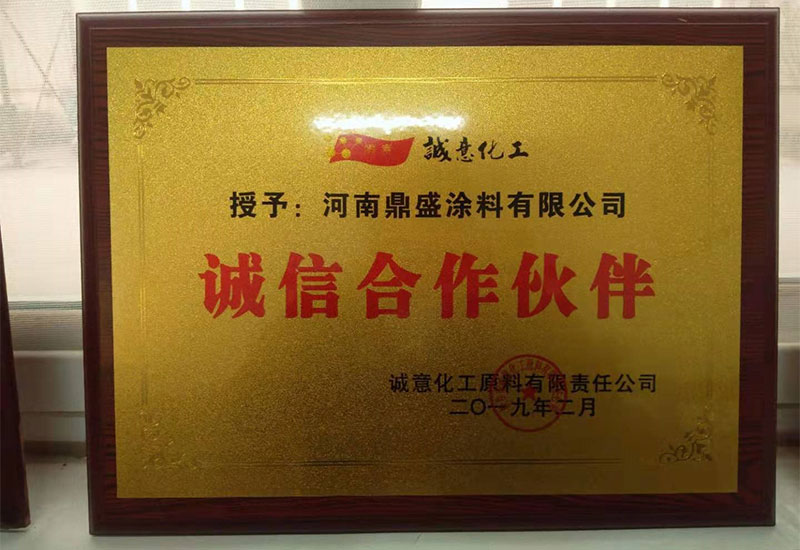 誠意化工
授予：河南鼎盛涂料有限公司
诚信合作伙伴
诚意化工原料有限责任公司
二〇一九年二月